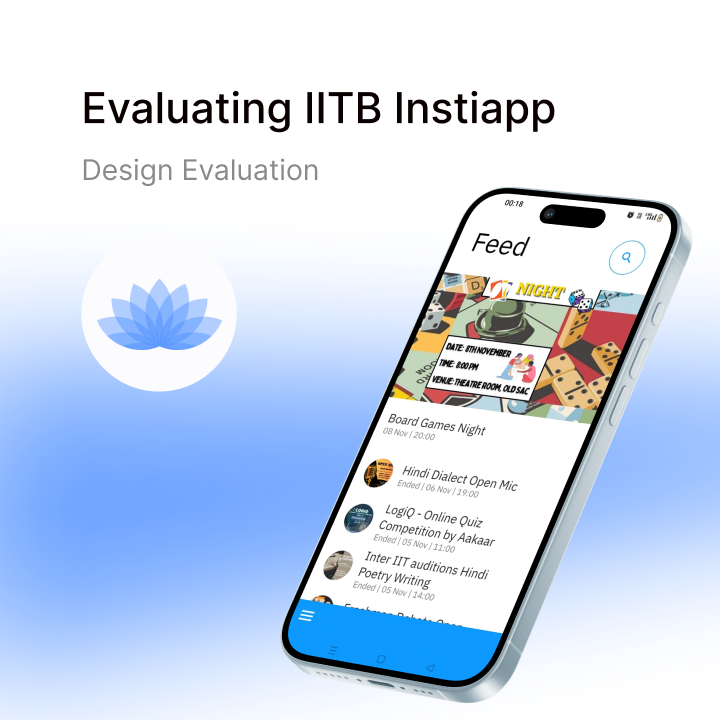 Evaluating IITB Instiapp
Design Evaluation
00:18
Feed
NIGHT
DATE: 8TH NOVEMBER
TIME: 8:00 PM
VENUE: THEATRE ROOM, OLD SAC
Board Games Night
08 Nov | 20:00
Hindi Dialect Open Mic
Ended | 06 Nov | 19:00
LogiQ - Online Quiz
Competition by Aakaar
Ended | 05 Nov | 11:00
Inter IIT auditions Hindi
Poetry Writing
Ended | 05 Nov | 14:00